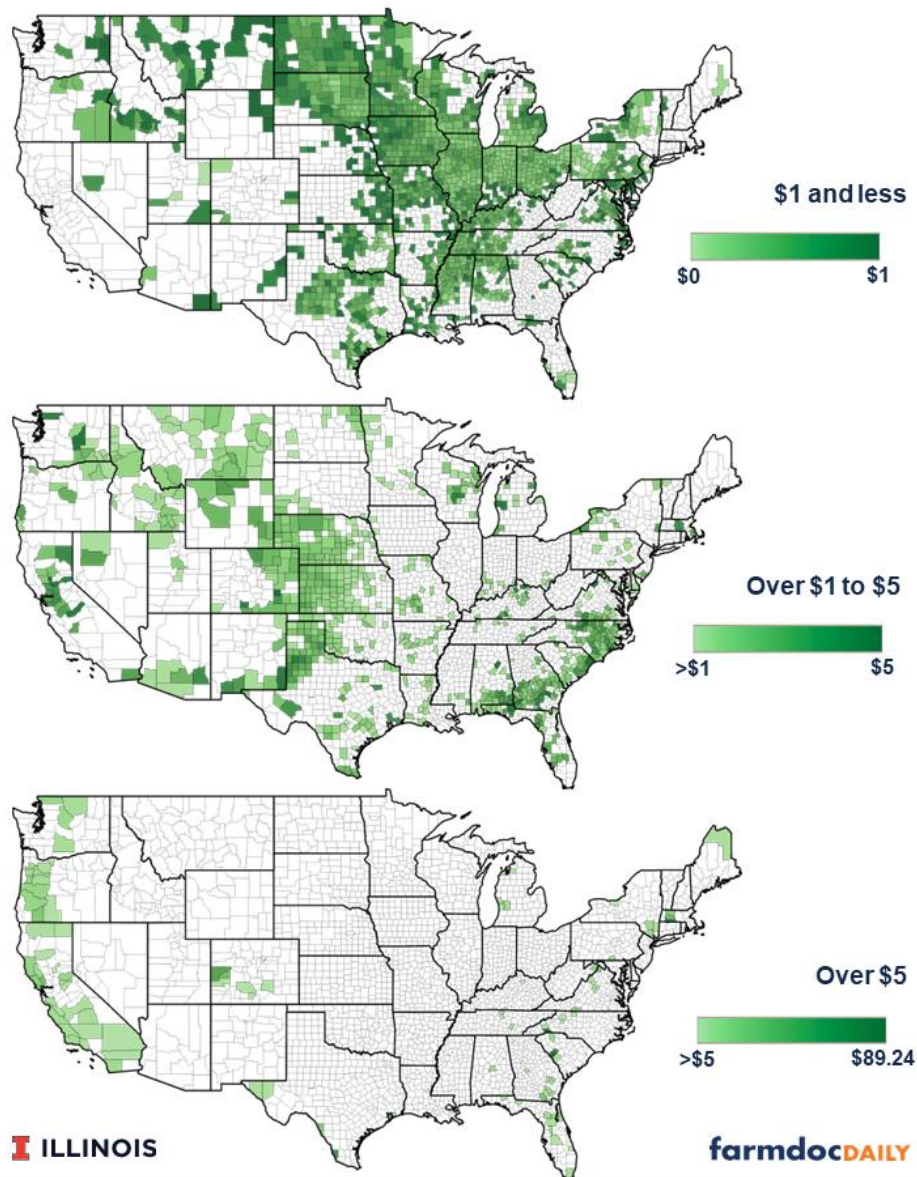 $1 and less
$0 $1
Over $1 to $5
>$1 $5
Over $5
>$5 $89.24
I ILLINOIS
farmdocDAILY